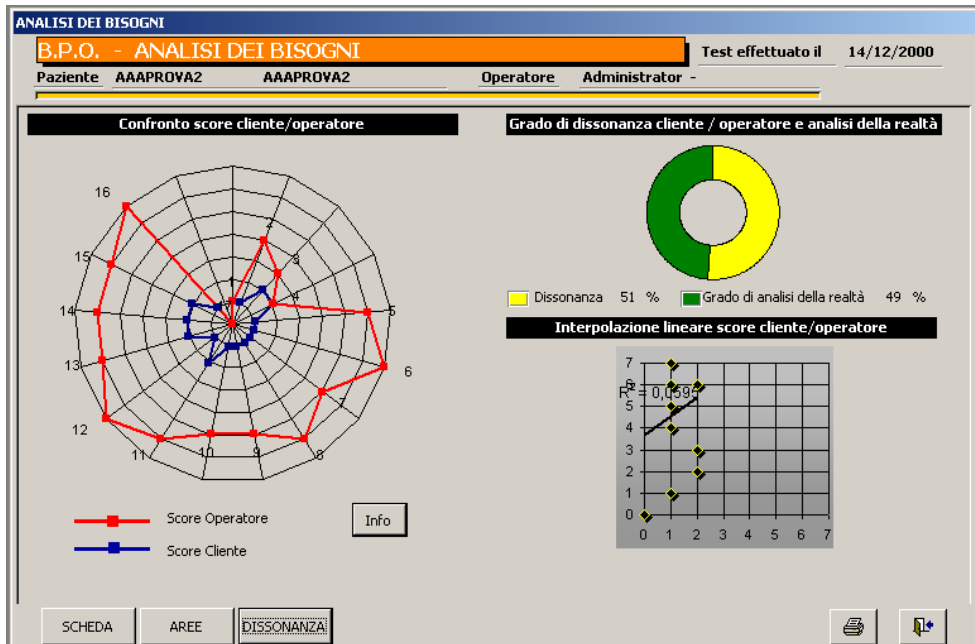 ANALISI DEI BISOGNI
B.P.O. - ANALISI DEI BISOGNI
Test effettuato il 14/12/2000
Paziente AAAPROVA2 AAAPROVA2 Operatore Administrator -
Confronto score cliente/operatore
16
15
14
13
12
11
10
9
8
7
6
5
4
3
2
1
Score Operatore
Score Cliente
Info
Grado di dissonanza cliente / operatore e analisi della realtà
Dissonanza 51 % Grado di analisi della realtà 49 %
Interpolazione lineare score cliente/operatore
7
6
R² = 0,0595
5
4
3
2
1
0
0 1 2 3 4 5 6 7
SCHEDA AREE DISSONANZA